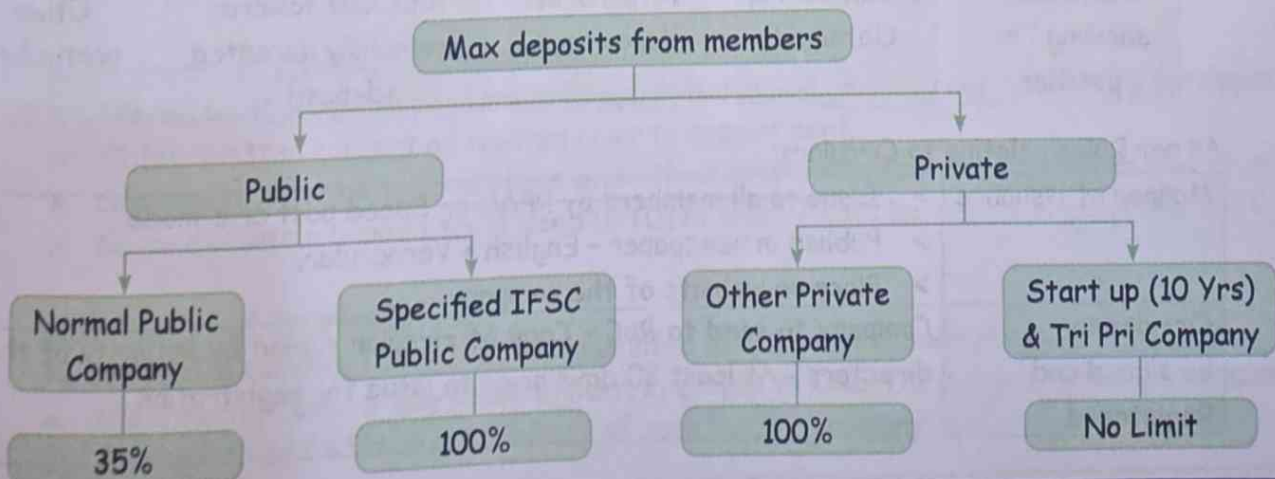 Max deposits from members
Public
Private
Normal Public
Company
Specified IFSC
Public Company
Other Private
Company
Start up (10 Yrs)
& Tri Pri Company
35%
100%
100%
No Limit